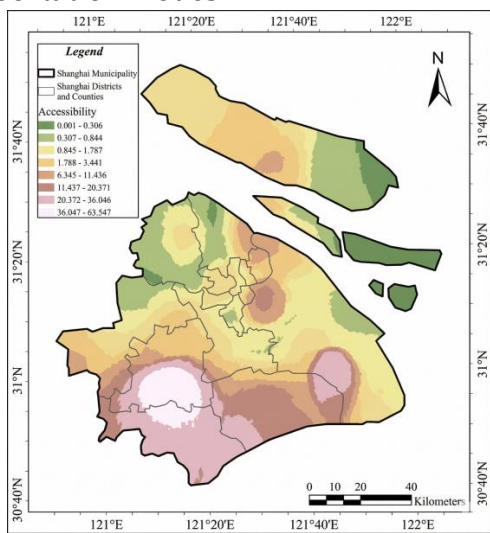 121°E 121°20'E 121°40'E 122°E
Legend
Shanghai Municipality
Shanghai Districts
and Counties
Accessibility
0.001 - 0.306
0.307 - 0.844
0.845 - 1.787
1.788 - 3.441
6.345 - 11.436
11.437 - 20.371
20.372 - 36.046
36.047 - 63.547
N
31°40'N
31°20'N
31°N
30°40'N
31°40'N
31°20'N
31°N
30°40'N
0 10 20 40
Kilometers
121°E 121°20'E 121°40'E 122°E